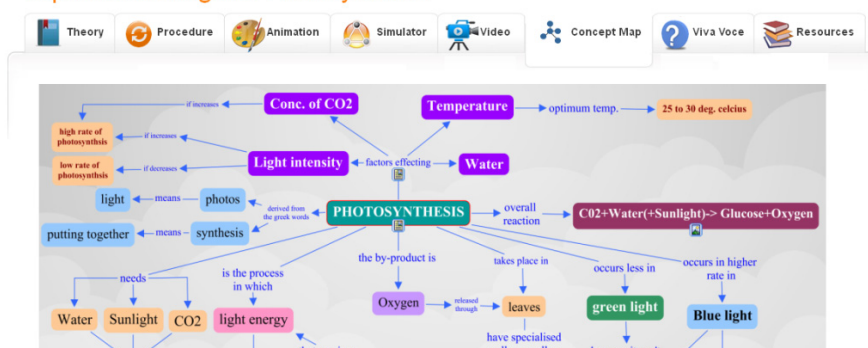 Theory
Procedure
Animation
Simulator
Video
Concept Map
Viva Voce
Resources
if increases
Conc. of CO2
Temperature
optimum temp.
25 to 30 deg. celcius
high rate of
photosynthsis
if increases
low rate of
photosynthsis
if decreases
Light intensity
factors effecting
Water
light
means
photos
derived from
the greek words
PHOTOSYNTHESIS
overall
reaction
C02+Water(+Sunlight)-> Glucose+Oxygen
putting together
means
synthesis
needs
is the process
in which
the by-product is
takes place in
occurs less in
occurs in higher
rate in
Water
Sunlight
CO2
light energy
Oxygen
released
through
leaves
green light
Blue light
have specialised